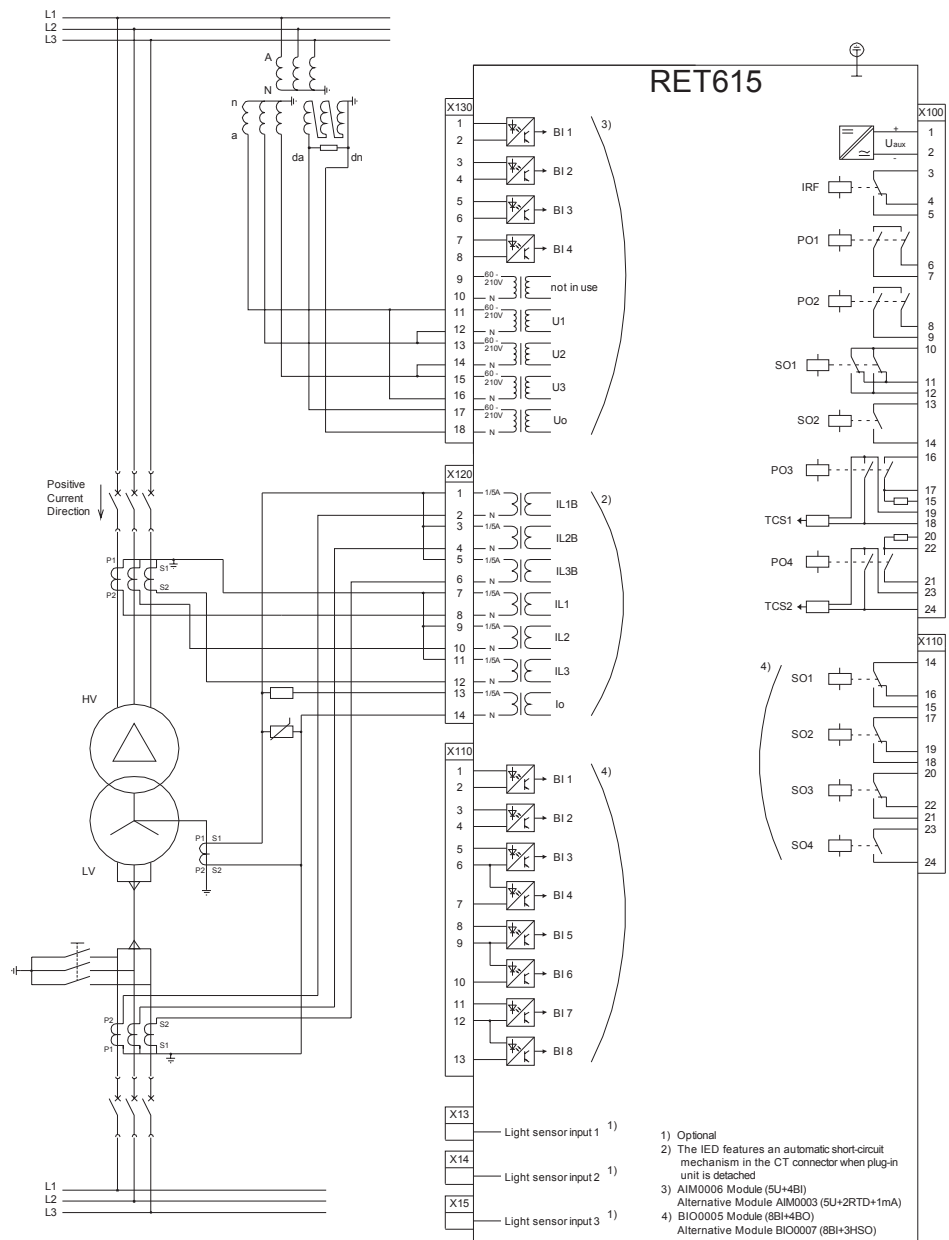 L1
L2
L3
A
N
n
a
da
dn
RET615
X130
1
2
BI 1
3)
3
4
BI 2
5
6
BI 3
7
8
BI 4
9
60 -
210V
not in use
10
N
11
60 -
210V
U1
12
N
13
60 -
210V
U2
14
N
15
60 -
210V
U3
16
N
17
60 -
210V
Uo
18
N
X100
+
1
Uaux
2
-
3
IRF
4
5
PO1
6
7
PO2
8
9
10
SO1
11
12
13
SO2
14
16
PO3
17
15
19
TCS1
18
20
22
PO4
21
23
TCS2
24
Positive
Current
Direction
P1
S1
P2
S2
X120
1
1/5A
IL1B
2)
2
N
3
1/5A
IL2B
4
N
5
1/5A
IL3B
6
N
7
1/5A
IL1
8
N
9
1/5A
IL2
10
N
11
1/5A
IL3
12
N
13
1/5A
Io
14
N
X110
14
4)
SO1
16
15
17
SO2
19
18
20
SO3
22
21
23
SO4
24
HV
LV
P1
S1
P2
S2
X110
1
2
BI 1
4)
3
4
BI 2
5
6
BI 3
7
BI 4
8
9
BI 5
10
BI 6
11
12
BI 7
13
BI 8
P2
S2
P1
S1
L1
L2
L3
X13
Light sensor input 1 1)
X14
Light sensor input 2 1)
X15
Light sensor input 3 1)
1) Optional
2) The IED features an automatic short-circuit
mechanism in the CT connector when plug-in
unit is detached
3) AIM0006 Module (5U+4BI)
Alternative Module AIM0003 (5U+2RTD+1mA)
4) BIO0005 Module (8BI+4BO)
Alternative Module BIO0007 (8BI+3HSO)